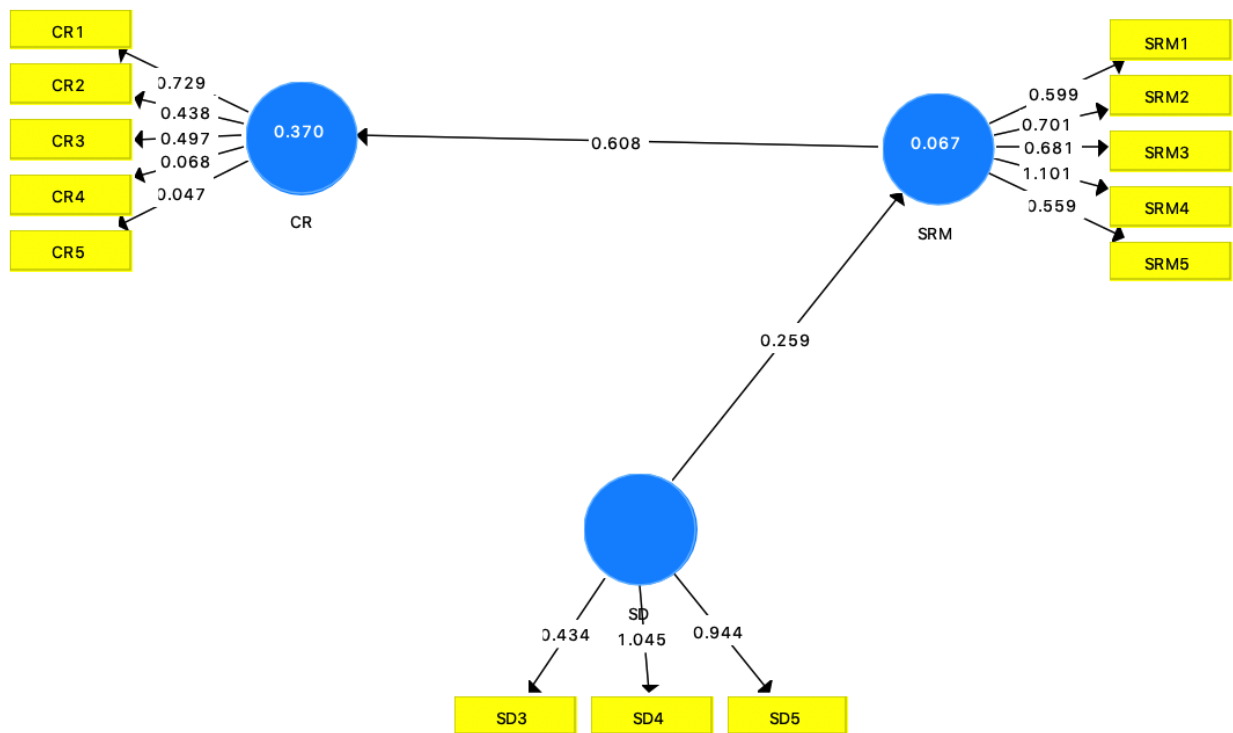 CR1
CR2
CR3
CR4
CR5
0.729
0.438
0.497
0.068
0.047
0.370
CR
0.608
0.067
SRM
0.599
0.701
0.681
1.101
0.559
SRM1
SRM2
SRM3
SRM4
SRM5
0.259
SD
0.434
1.045
0.944
SD3
SD4
SD5